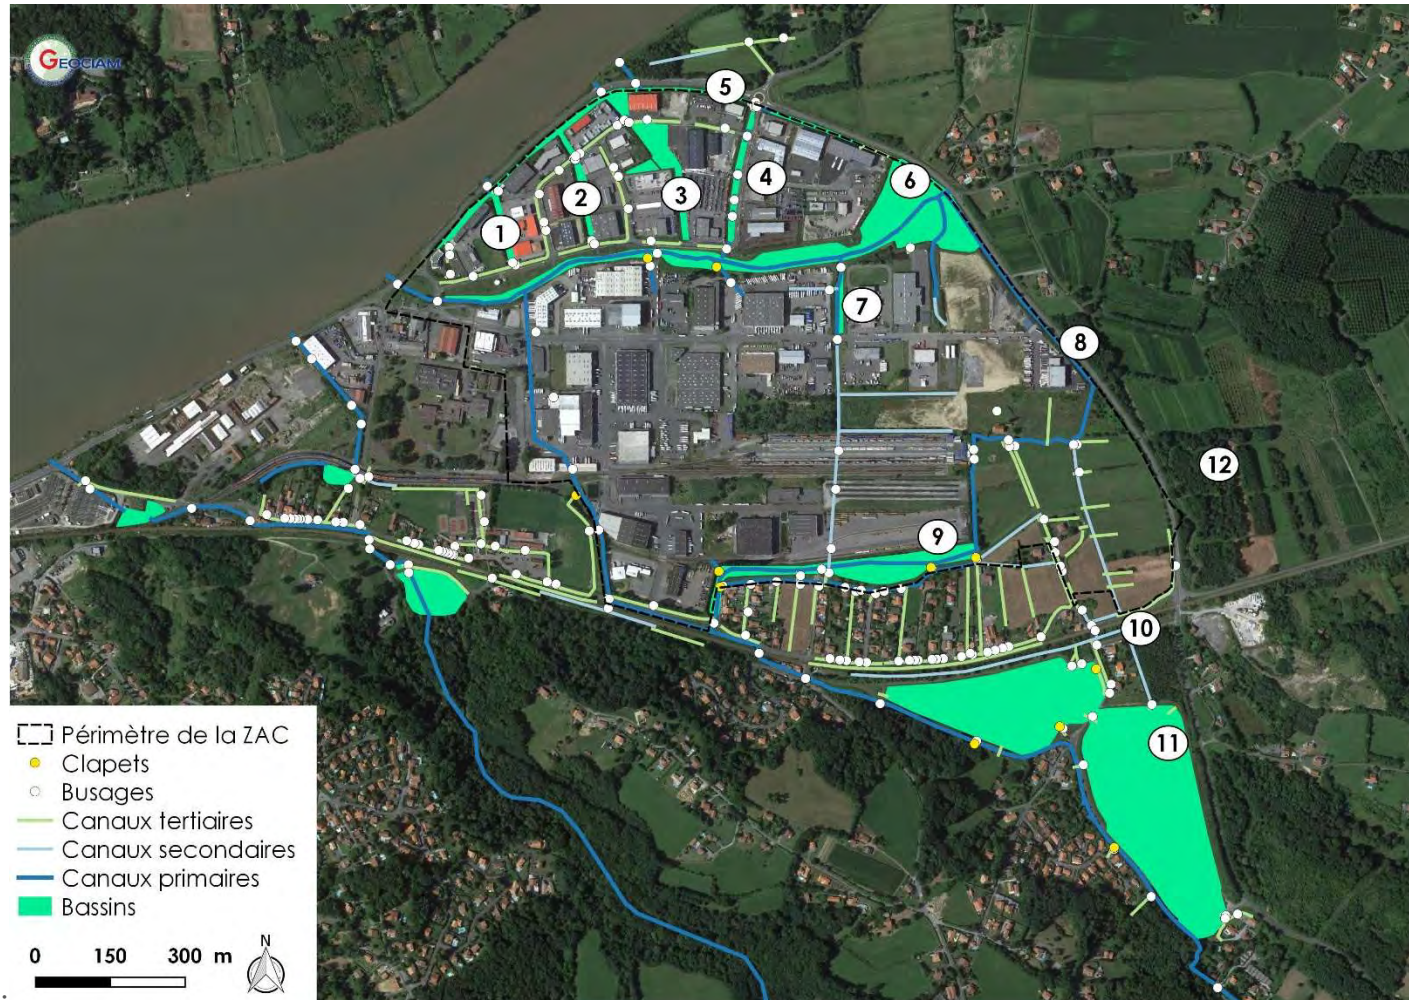 GEOCIAM
5
4
6
3
2
1
7
8
12
9
10
11
Périmètre de la ZAC
Clapets
Busages
Canaux tertiaires
Canaux secondaires
Canaux primaires
Bassins
0 150 300 m
N